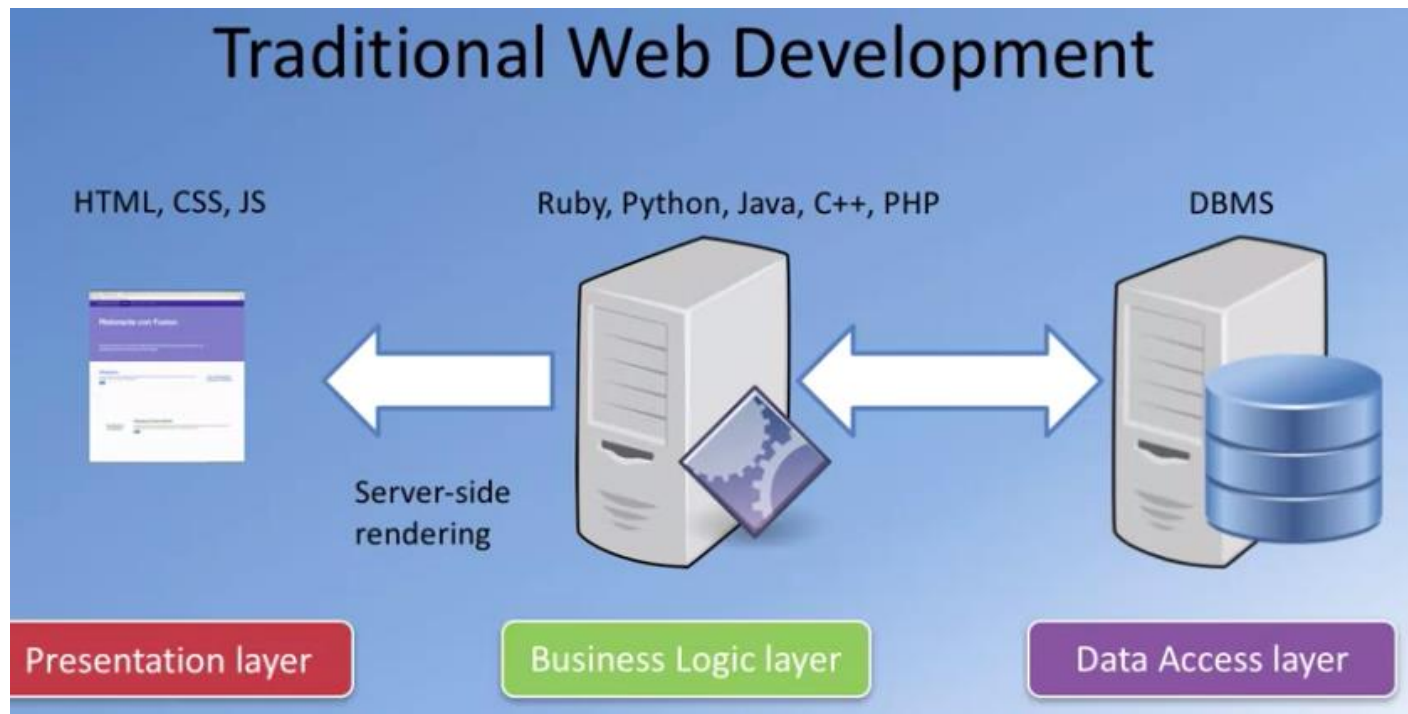 Traditional Web Development
HTML, CSS, JS
Ruby, Python, Java, C++, PHP
DBMS
Server-side
rendering
Presentation layer
Business Logic layer
Data Access layer